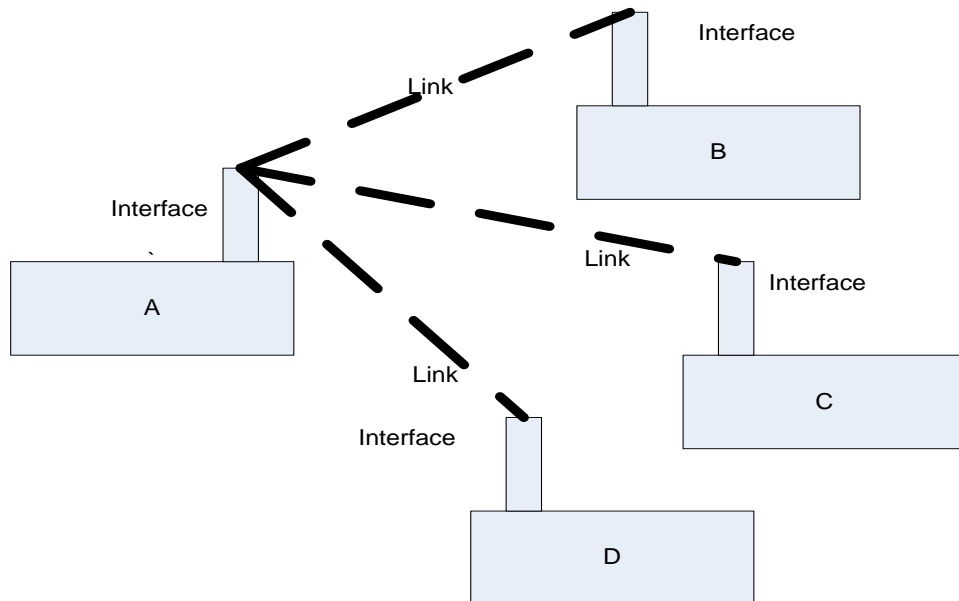 Interface
Link
B
Interface
`
A
Link
Interface
Link
C
Interface
D